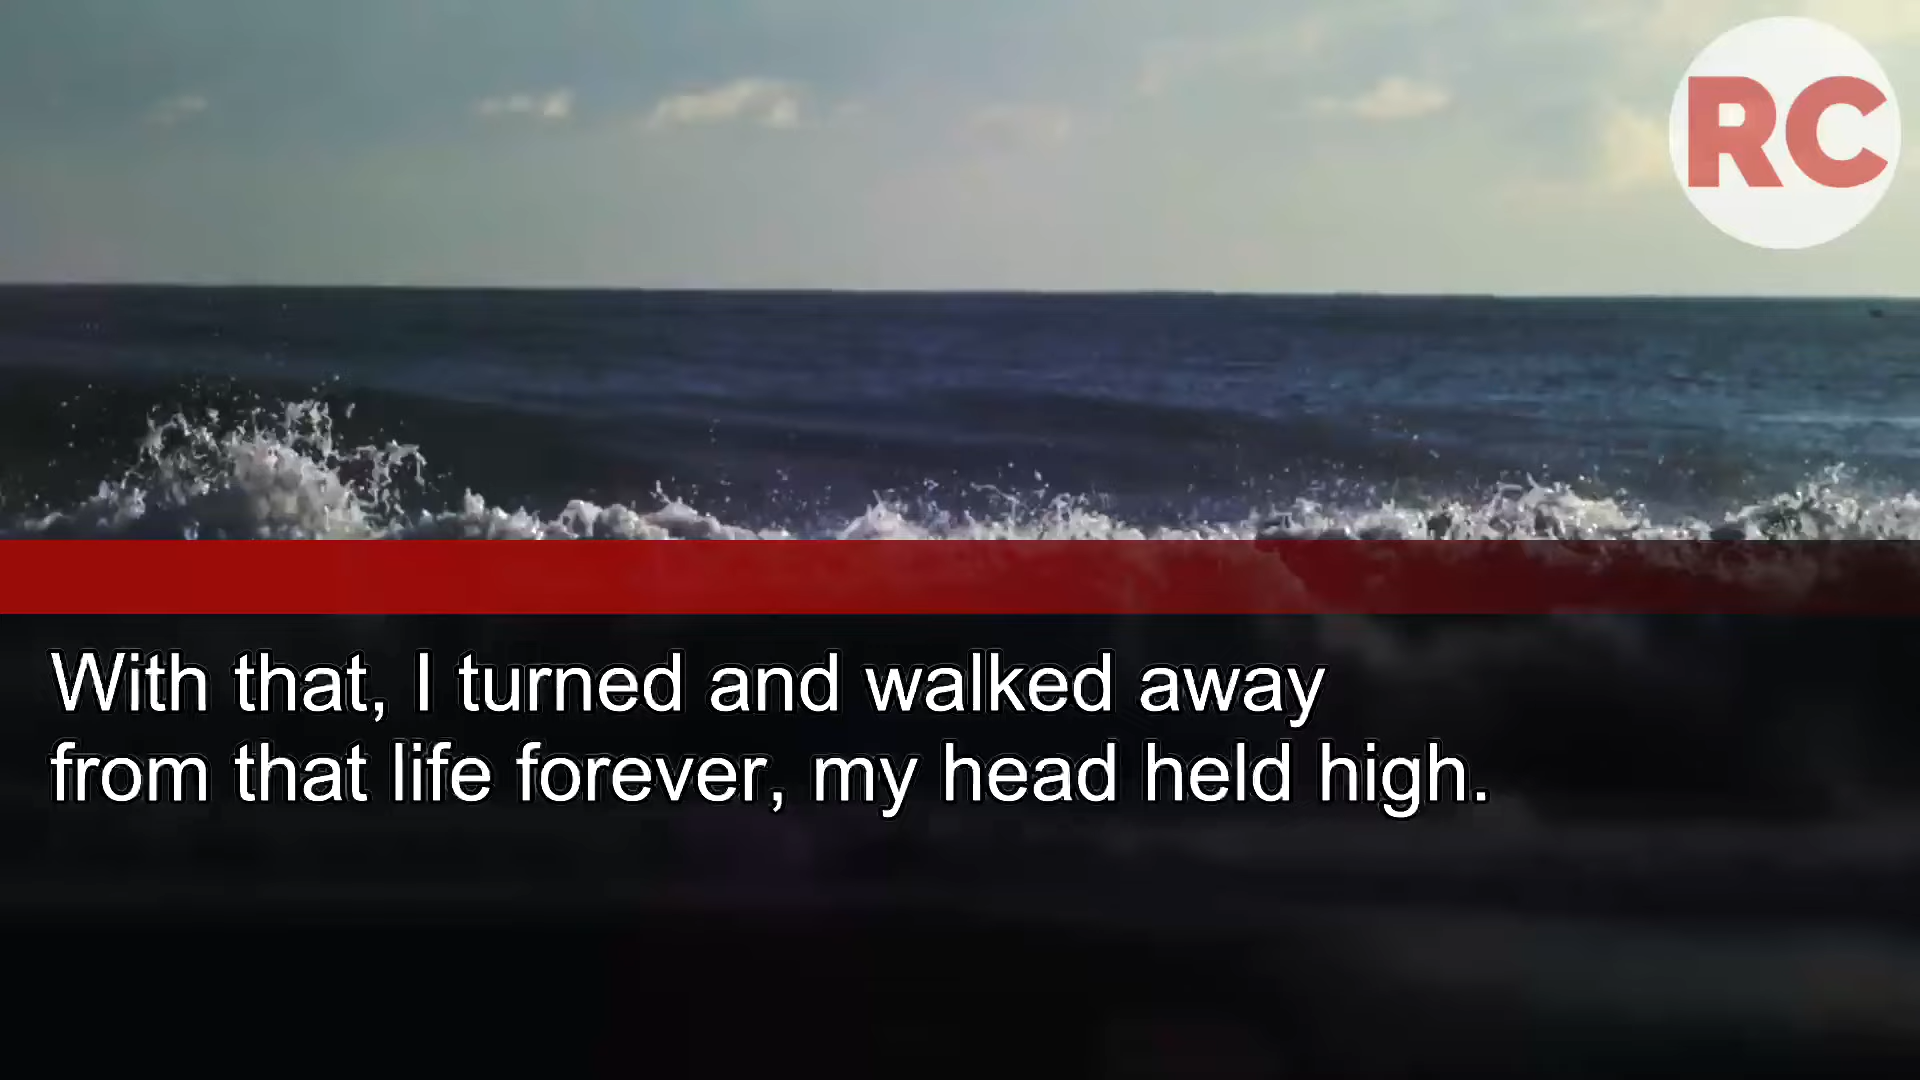 RC
With that, I turned and walked away
from that life forever, my head held high.